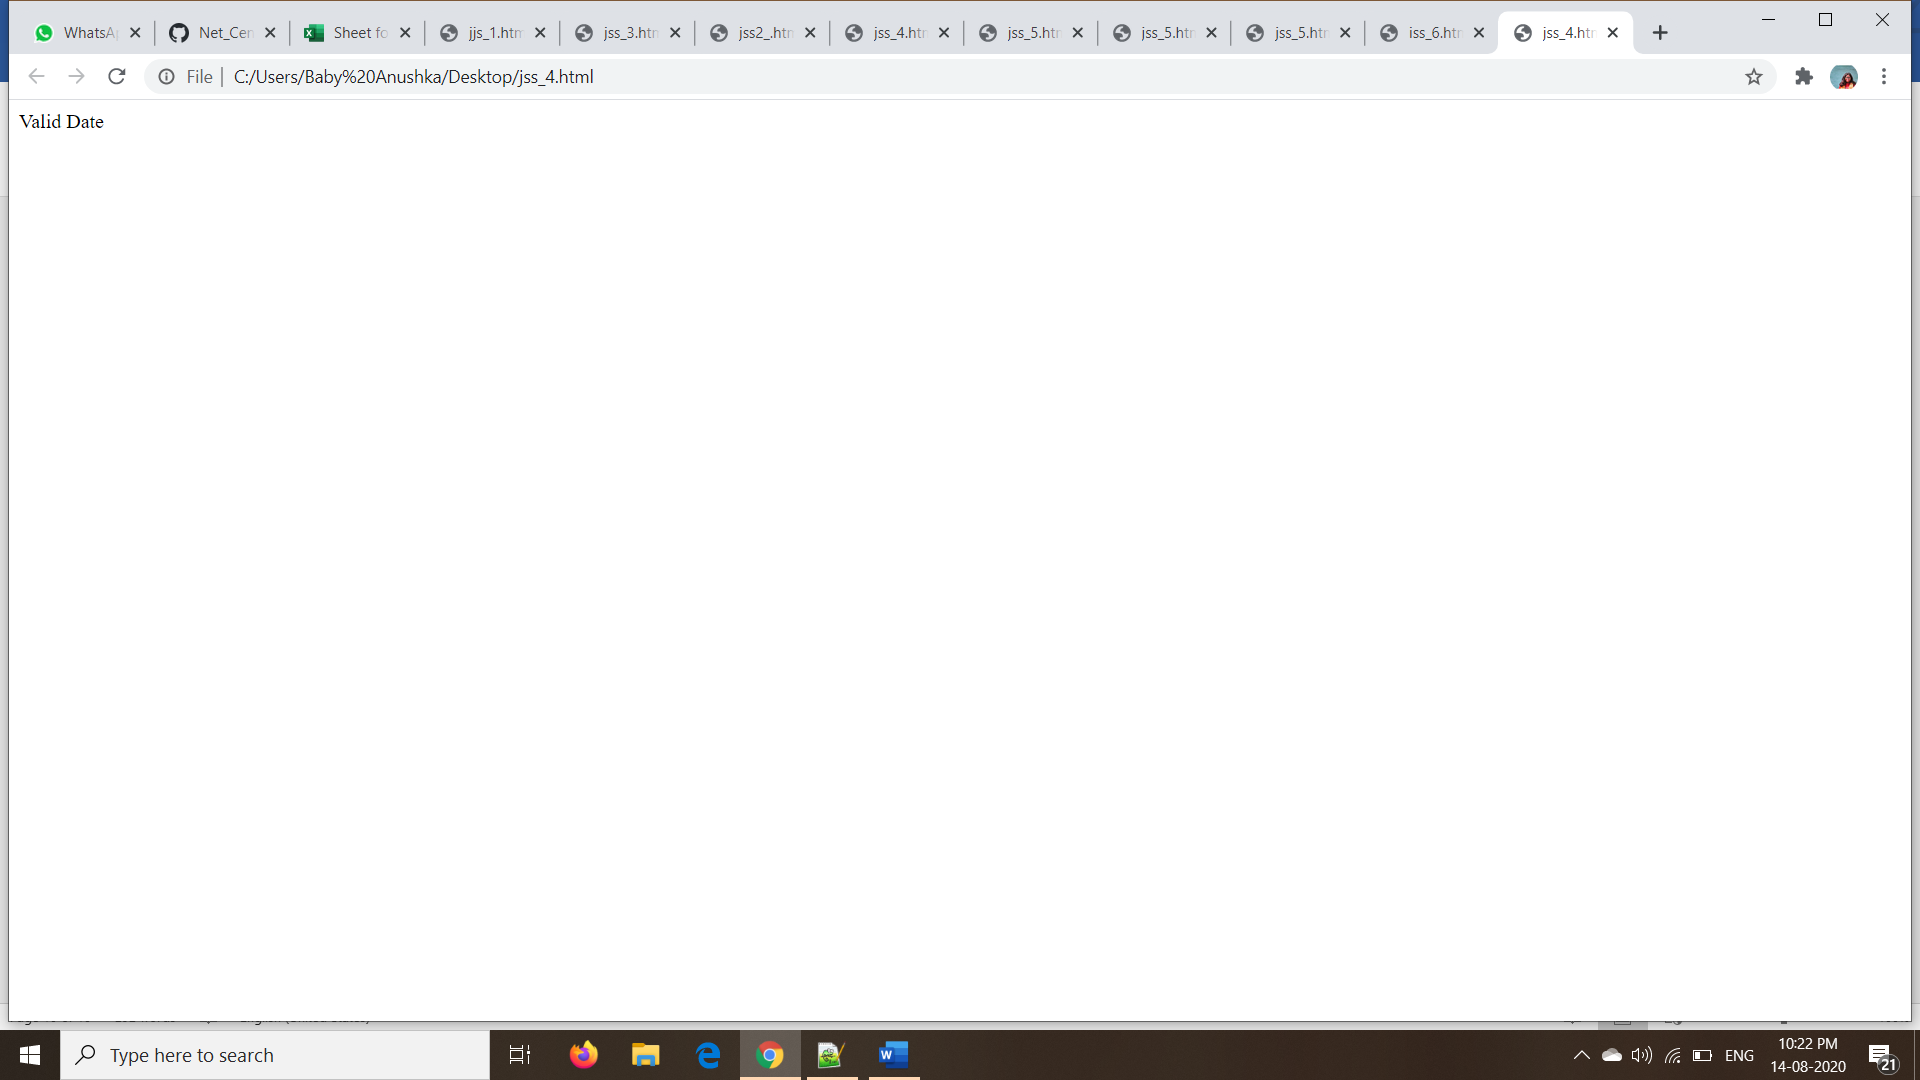 WhatsA
Net_Cen
Sheet fo
jjs_1.htm
jss_3.htm
jss2_.htm
jss_4.htm
jss_5.htm
jss_5.htm
jss_5.htm
iss_6.htm
jss_4.htm
File
C:/Users/Baby%20Anushka/Desktop/jss_4.html
Valid Date
Type here to search
W
ENG
10:22 PM
14-08-2020
21